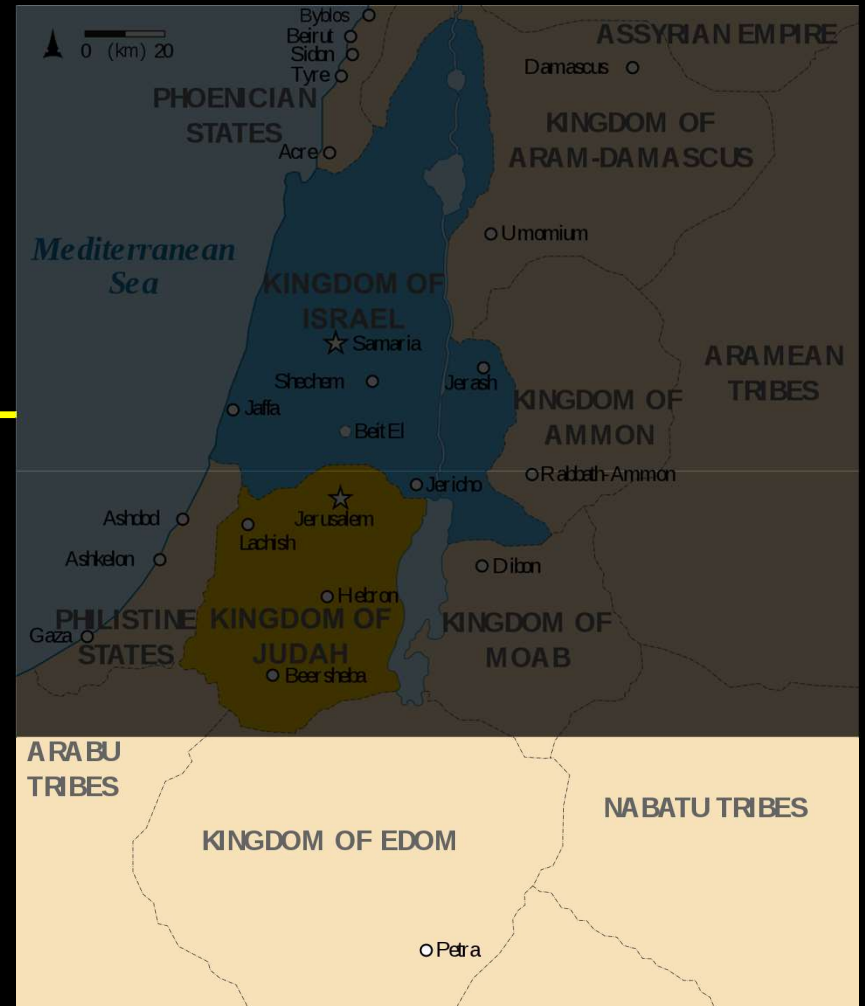 Byblos
Beirut
Sidon
Tyre
0 (km) 20
ASSYRIAN EMPIRE
Damascus
PHOENICIAN
STATES
KINGDOM OF
ARAM-DAMASCUS
Acre
Mediterranean
Sea
Umomium
KINGDOM OF
ISRAEL
Samaria
Shechem
Jerash
ARAMEAN
TRIBES
Jaffa
KINGDOM OF
AMMON
Beit El
Rabbath-Ammon
Jericho
Jerusalem
Ashdod
Lachish
Ashkelon
Dibon
Hebron
PHILISTINE
STATES
Gaza
KINGDOM OF
JUDAH
KINGDOM OF
MOAB
Beersheba
ARABU
TRIBES
NABATU TRIBES
KINGDOM OF EDOM
Petra